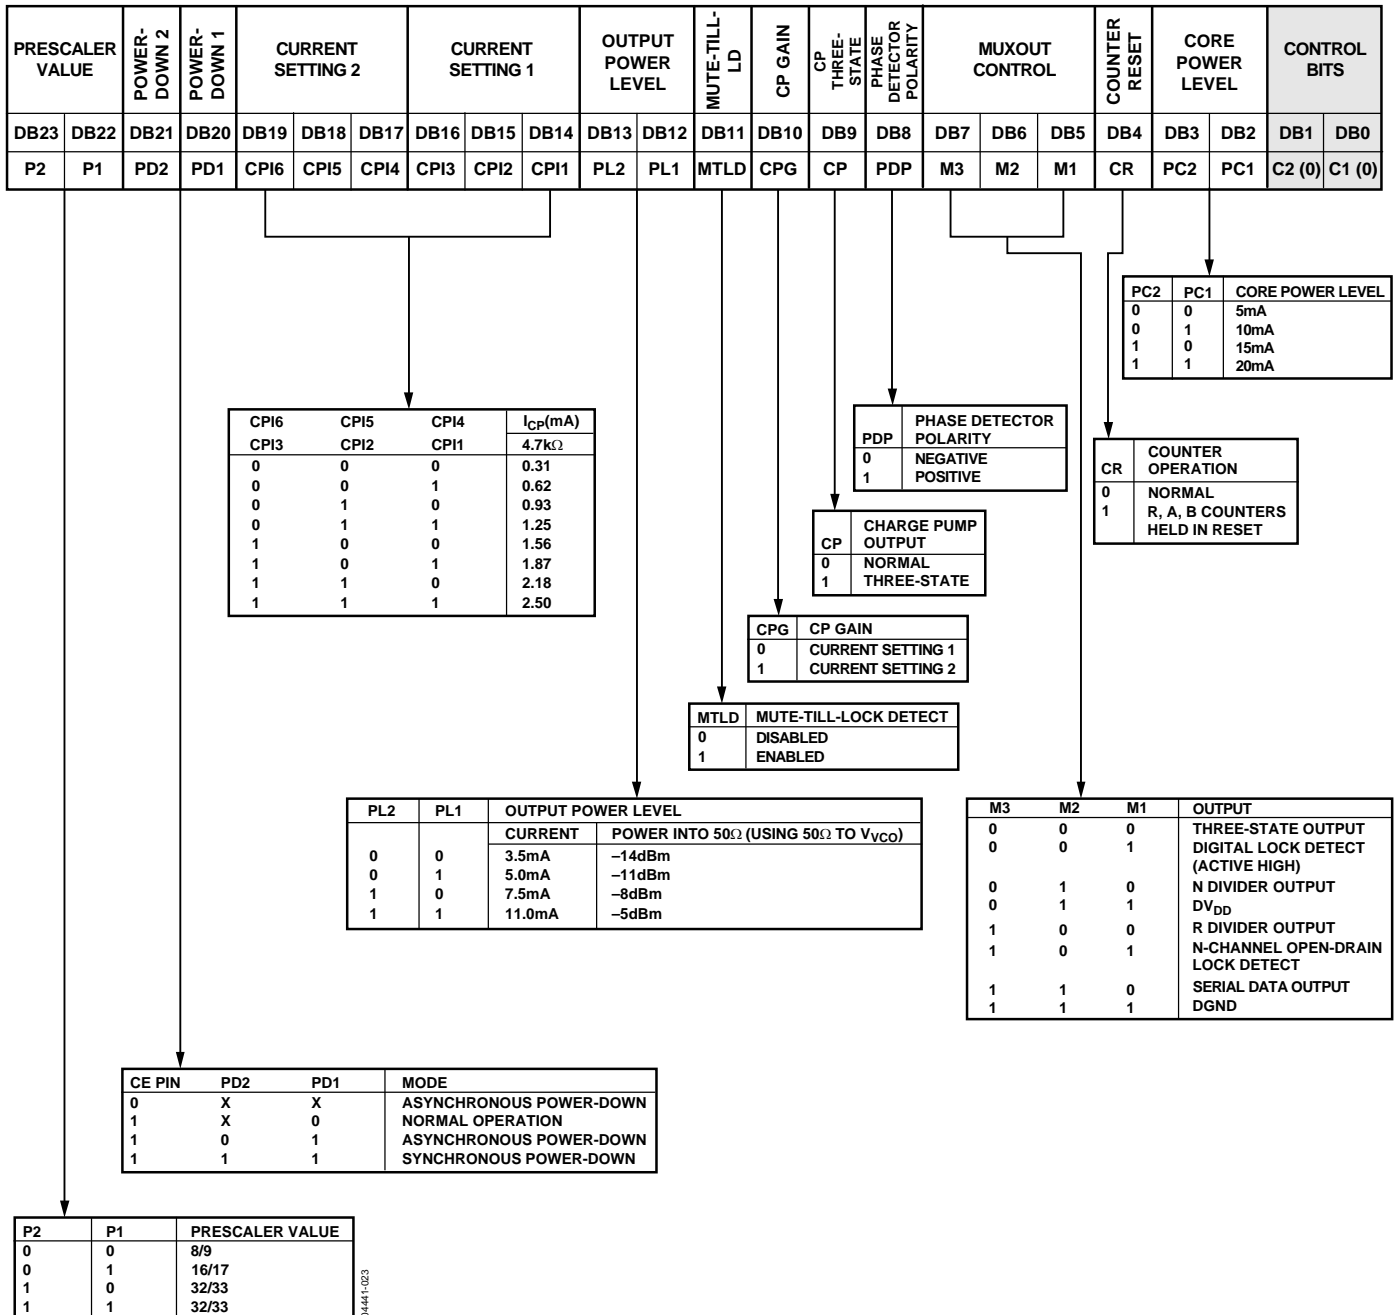 PRESCALER VALUE
POWER-DOWN 2
POWER-DOWN 1
CURRENT SETTING 2
CURRENT SETTING 1
OUTPUT POWER LEVEL
MUTE-TILL-LD
CP GAIN
CP THREE-STATE
PHASE DETECTOR POLARITY
MUXOUT CONTROL
COUNTER RESET
CORE POWER LEVEL
CONTROL BITS
DB23 DB22 DB21 DB20 DB19 DB18 DB17 DB16 DB15 DB14 DB13 DB12 DB11 DB10 DB9 DB8 DB7 DB6 DB5 DB4 DB3 DB2 DB1 DB0
P2 P1 PD2 PD1 CPI6 CPI5 CPI4 CPI3 CPI2 CPI1 PL2 PL1 MTLD CPG CP PDP M3 M2 M1 CR PC2 PC1 C2 (0) C1 (0)
PC2 PC1 CORE POWER LEVEL
0 0 5mA
0 1 10mA
1 0 15mA
1 1 20mA
CPI6 CPI5 CPI4 ICP(mA)
CPI3 CPI2 CPI1 4.7kΩ
0 0 0 0.31
0 0 1 0.62
0 1 0 0.93
0 1 1 1.25
1 0 0 1.56
1 0 1 1.87
1 1 0 2.18
1 1 1 2.50
PHASE DETECTOR
PDP POLARITY
0 NEGATIVE
1 POSITIVE
COUNTER
CR OPERATION
0 NORMAL
1 R, A, B COUNTERS
HELD IN RESET
CHARGE PUMP
CP OUTPUT
0 NORMAL
1 THREE-STATE
CPG CP GAIN
0 CURRENT SETTING 1
1 CURRENT SETTING 2
MTLD MUTE-TILL-LOCK DETECT
0 DISABLED
1 ENABLED
PL2 PL1 OUTPUT POWER LEVEL
CURRENT POWER INTO 50Ω (USING 50Ω TO VVCO)
0 0 3.5mA –14dBm
0 1 5.0mA –11dBm
1 0 7.5mA –8dBm
1 1 11.0mA –5dBm
M3 M2 M1 OUTPUT
0 0 0 THREE-STATE OUTPUT
0 0 1 DIGITAL LOCK DETECT
(ACTIVE HIGH)
0 1 0 N DIVIDER OUTPUT
0 1 1 DVDD
1 0 0 R DIVIDER OUTPUT
1 0 1 N-CHANNEL OPEN-DRAIN
LOCK DETECT
1 1 0 SERIAL DATA OUTPUT
1 1 1 DGND
CE PIN PD2 PD1 MODE
0 X X ASYNCHRONOUS POWER-DOWN
1 X 0 NORMAL OPERATION
1 0 1 ASYNCHRONOUS POWER-DOWN
1 1 1 SYNCHRONOUS POWER-DOWN
P2 P1 PRESCALER VALUE
0 0 8/9
0 1 16/17
1 0 32/33
1 1 32/33
04441-023